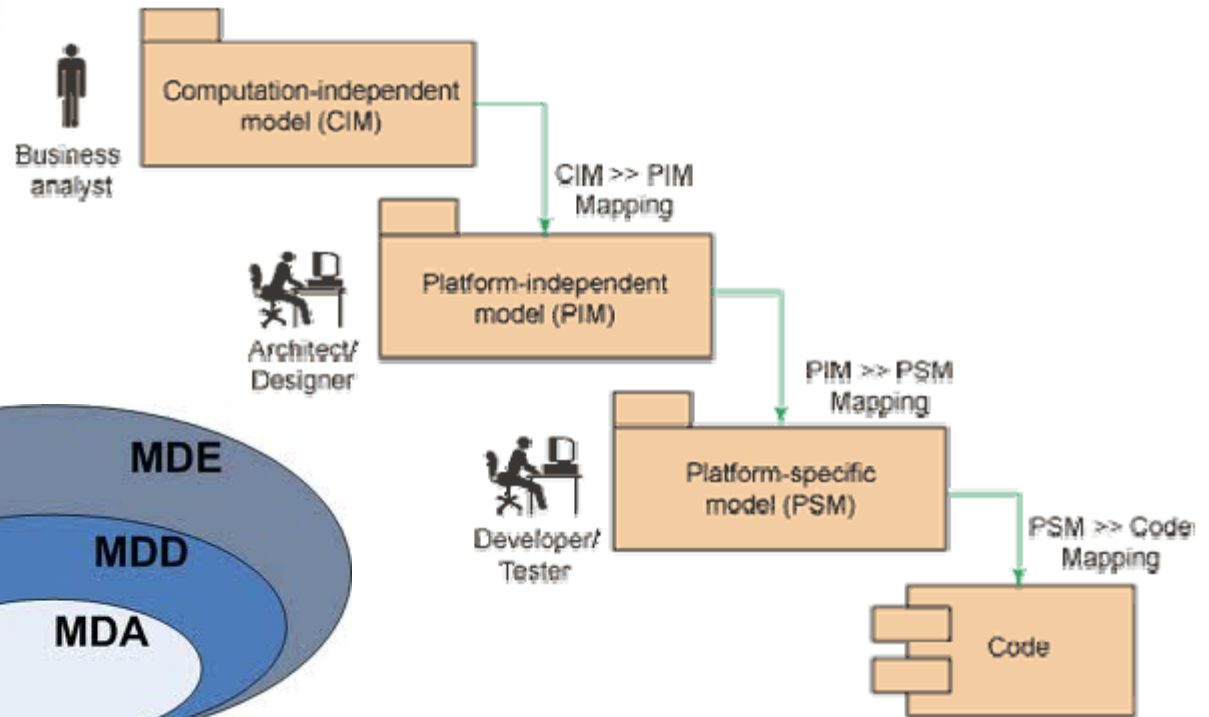 Computation-independent
model (CIM)
Business
analyst
CIM >> PIM
Mapping
Platform-independent
model (PIM)
Architect/
Designer
PIM >> PSM
Mapping
Platform-specific
model (PSM)
Developer/
Tester
PSM >> Code
Mapping
Code
MDE
MDD
MDA